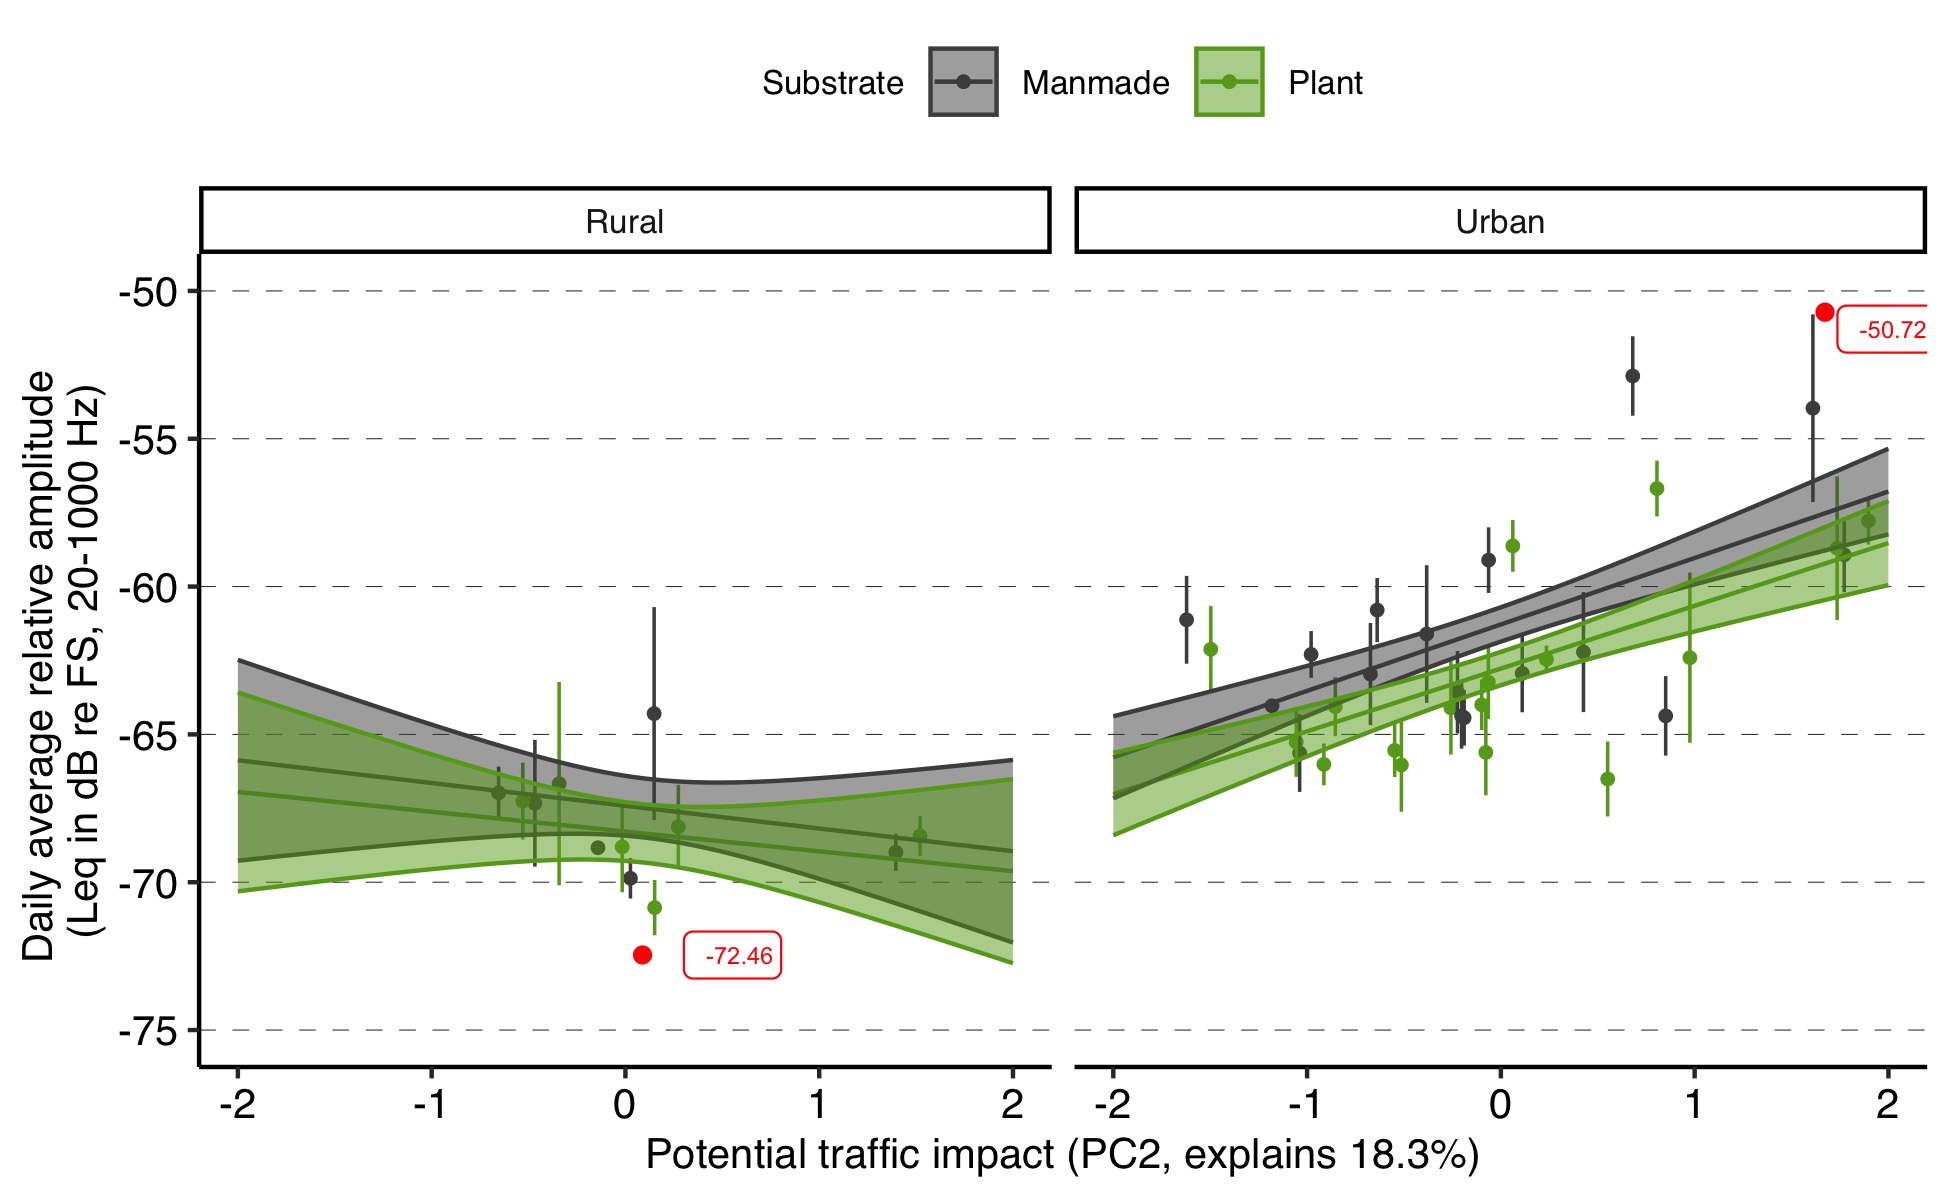 Substrate Manmade Plant
Rural Urban
-50
-50.72
-55
-60
-65
-70
-72.46
-75
-2 -1 0 1 2 -2 -1 0 1 2
Potential traffic impact (PC2, explains 18.3%)
Daily average relative amplitude
(Leq in dB re FS, 20-1000 Hz)